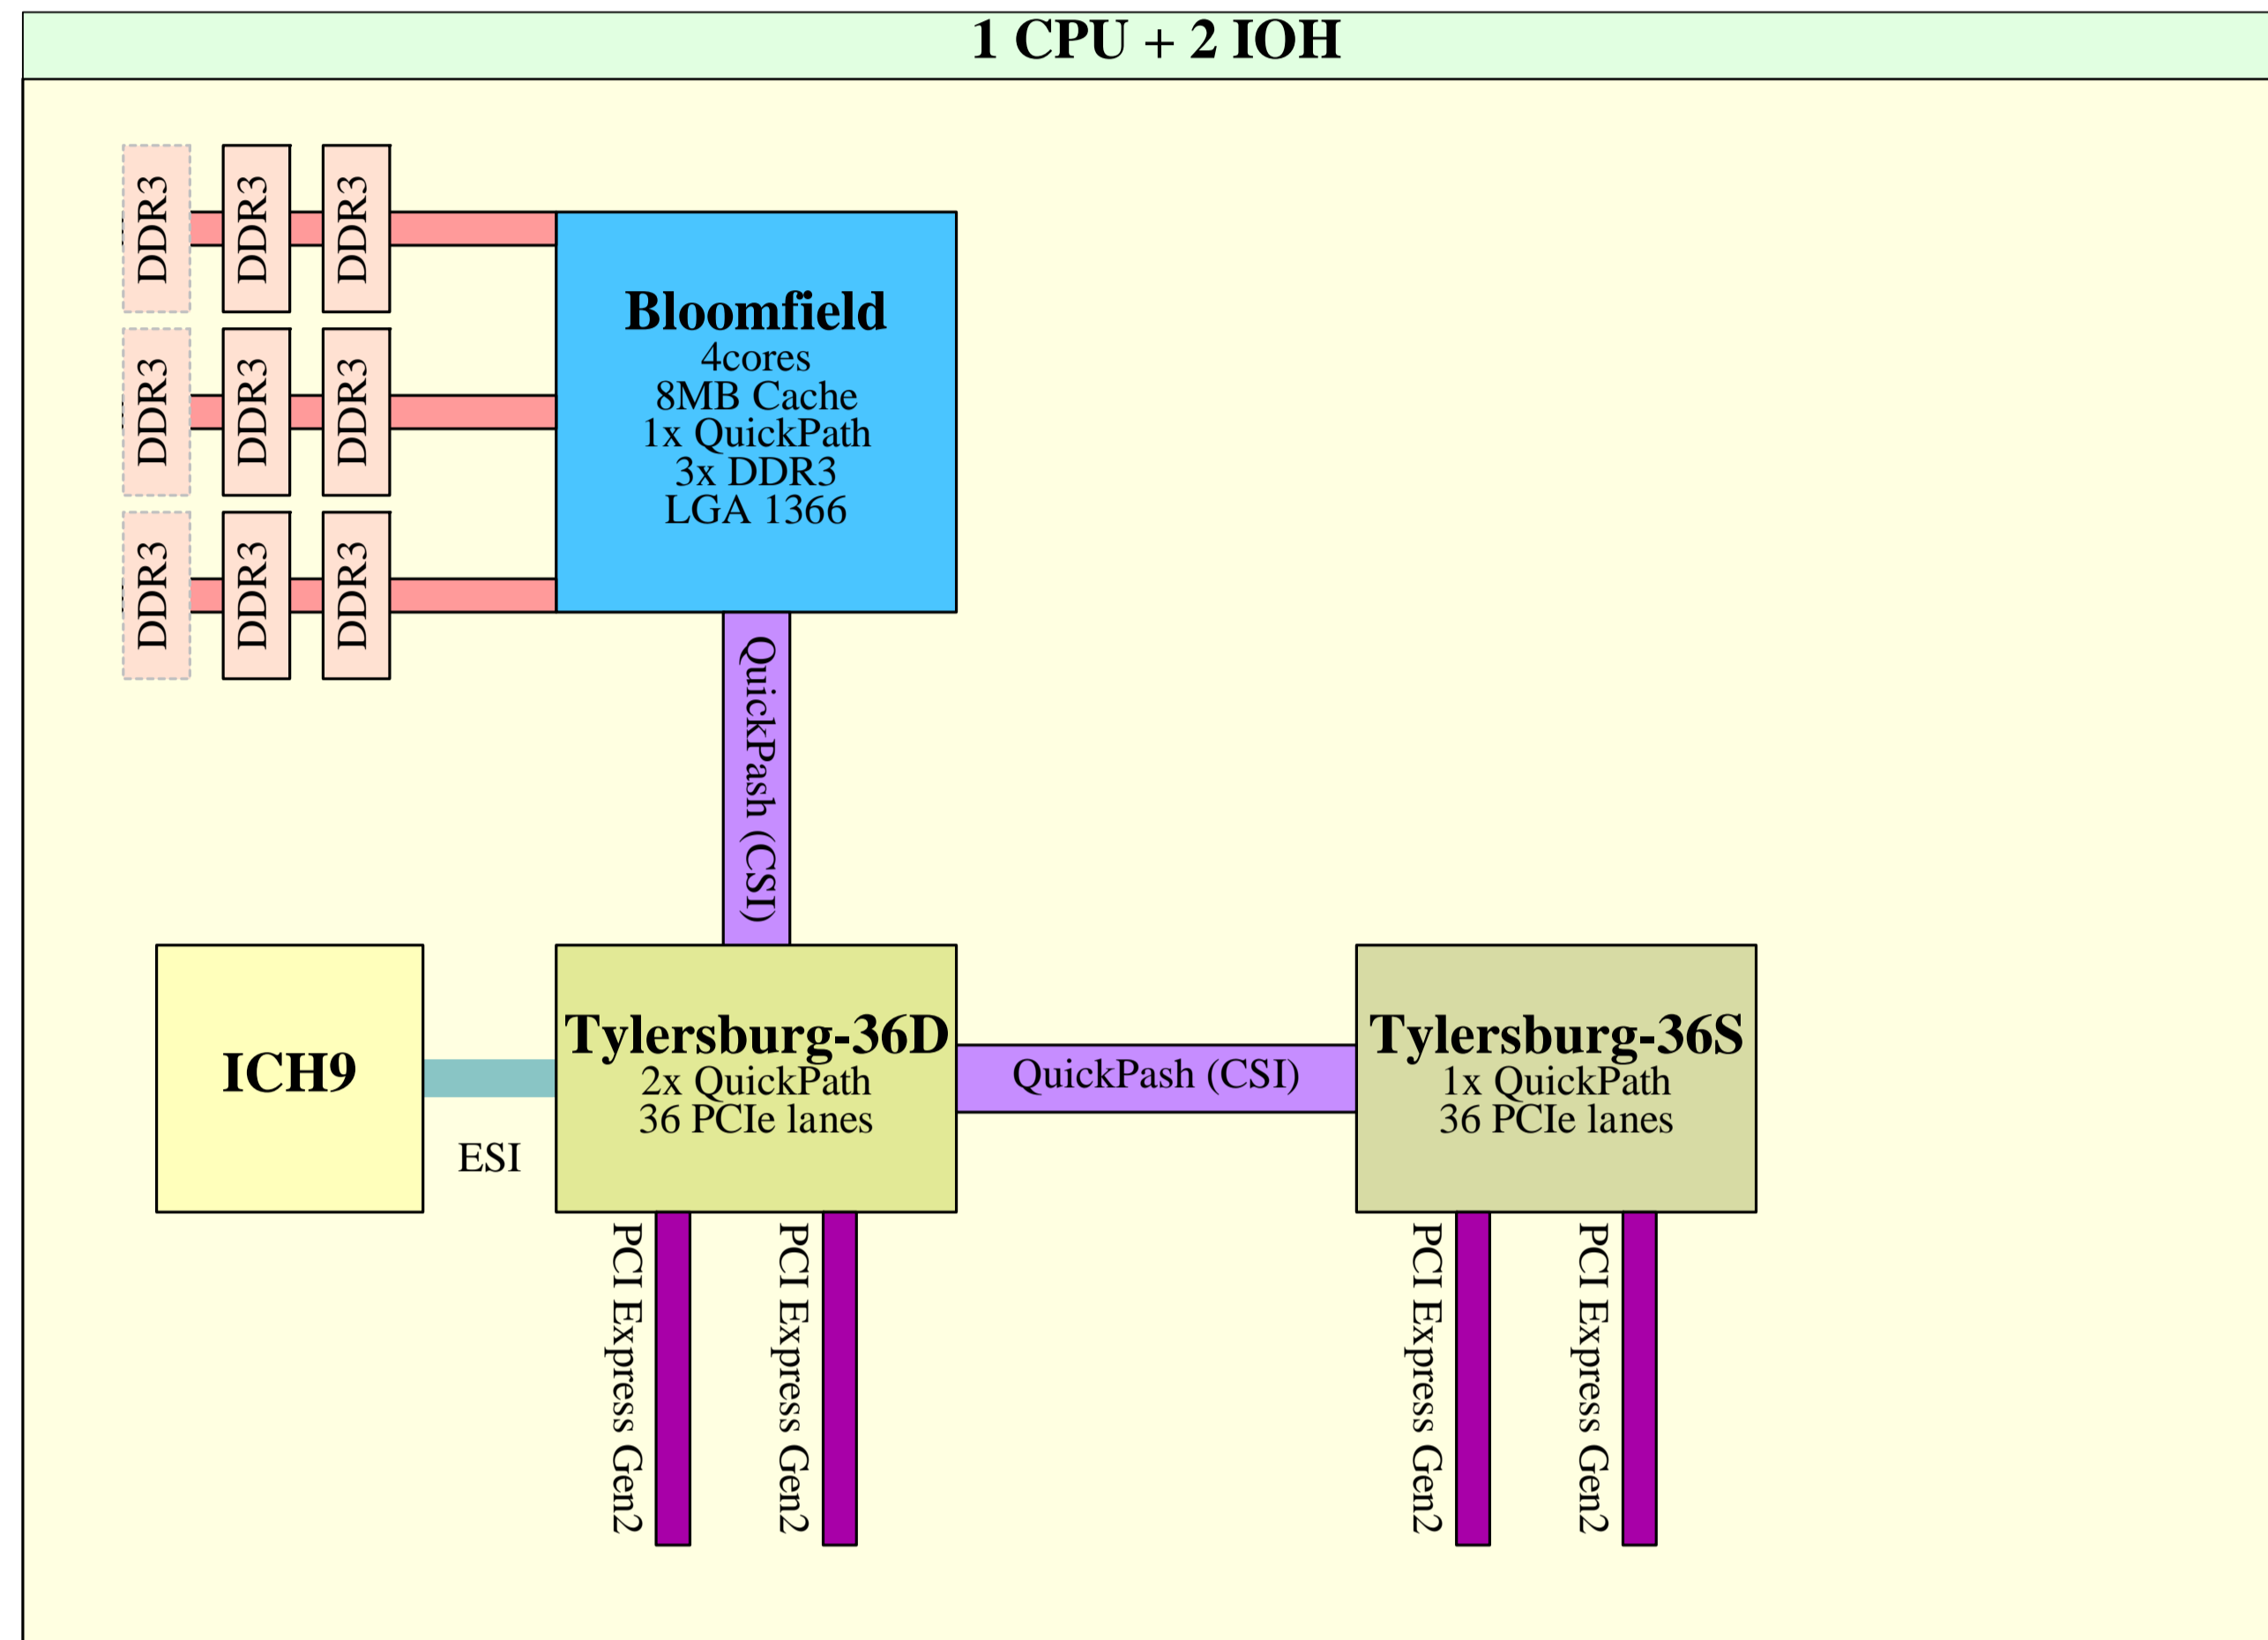 1 CPU + 2 IOH
DDR3
DDR3
DDR3
DDR3
DDR3
DDR3
DDR3
DDR3
DDR3
Bloomfield
4cores
8MB Cache
1x QuickPath
3x DDR3
LGA 1366
QuickPash (CSI)
ICH9
ESI
Tylersburg-36D
2x QuickPath
36 PCIe lanes
QuickPash (CSI)
Tylersburg-36S
1x QuickPath
36 PCIe lanes
PCI Express Gen2
PCI Express Gen2
PCI Express Gen2
PCI Express Gen2